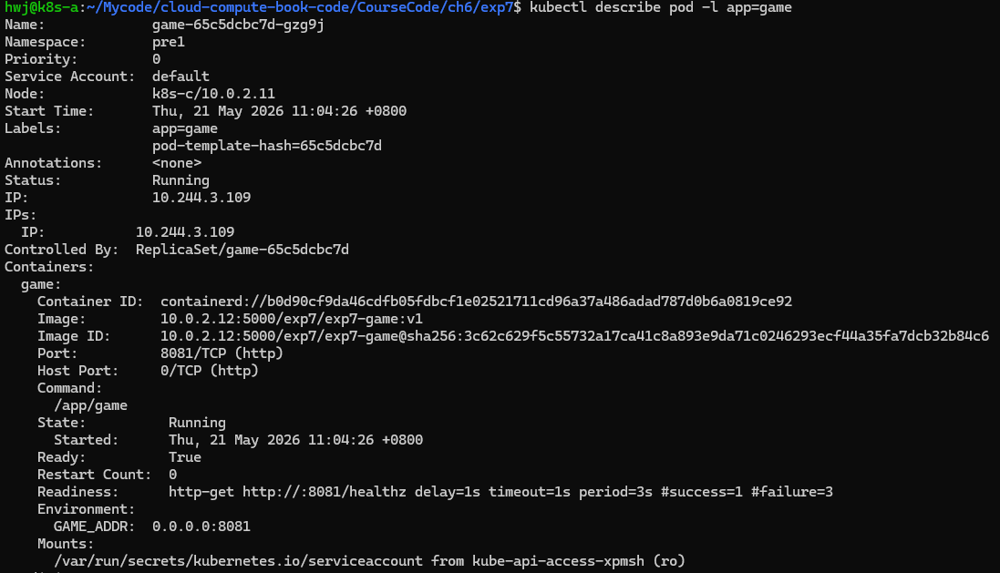 hwj@k8s-a:~/Mycode/cloud-compute-book-code/CourseCode/ch6/exp7$ kubectl describe pod -l app=game
Name:             game-65c5dcbc7d-gzg9j
Namespace:        pre1
Priority:         0
Service Account:  default
Node:             k8s-c/10.0.2.11
Start Time:       Thu, 21 May 2026 11:04:26 +0800
Labels:           app=game
                  pod-template-hash=65c5dcbc7d
Annotations:      <none>
Status:           Running
IP:               10.244.3.109
IPs:
  IP:           10.244.3.109
Controlled By:  ReplicaSet/game-65c5dcbc7d
Containers:
  game:
    Container ID:  containerd://b0d90cf9da46cdfb05fdbcf1e02521711cd96a37a486adad787d0b6a0819ce92
    Image:         10.0.2.12:5000/exp7/exp7-game:v1
    Image ID:      10.0.2.12:5000/exp7/exp7-game@sha256:3c62c629f5c55732a17ca41c8a893e9da71c0246293ecf44a35fa7dcb32b84c6
    Port:          8081/TCP (http)
    Host Port:     0/TCP (http)
    Command:
      /app/game
    State:          Running
      Started:      Thu, 21 May 2026 11:04:26 +0800
    Ready:          True
    Restart Count:  0
    Readiness:      http-get http://:8081/healthz delay=1s timeout=1s period=3s #success=1 #failure=3
    Environment:
      GAME_ADDR:  0.0.0.0:8081
    Mounts:
      /var/run/secrets/kubernetes.io/serviceaccount from kube-api-access-xpmsh (ro)